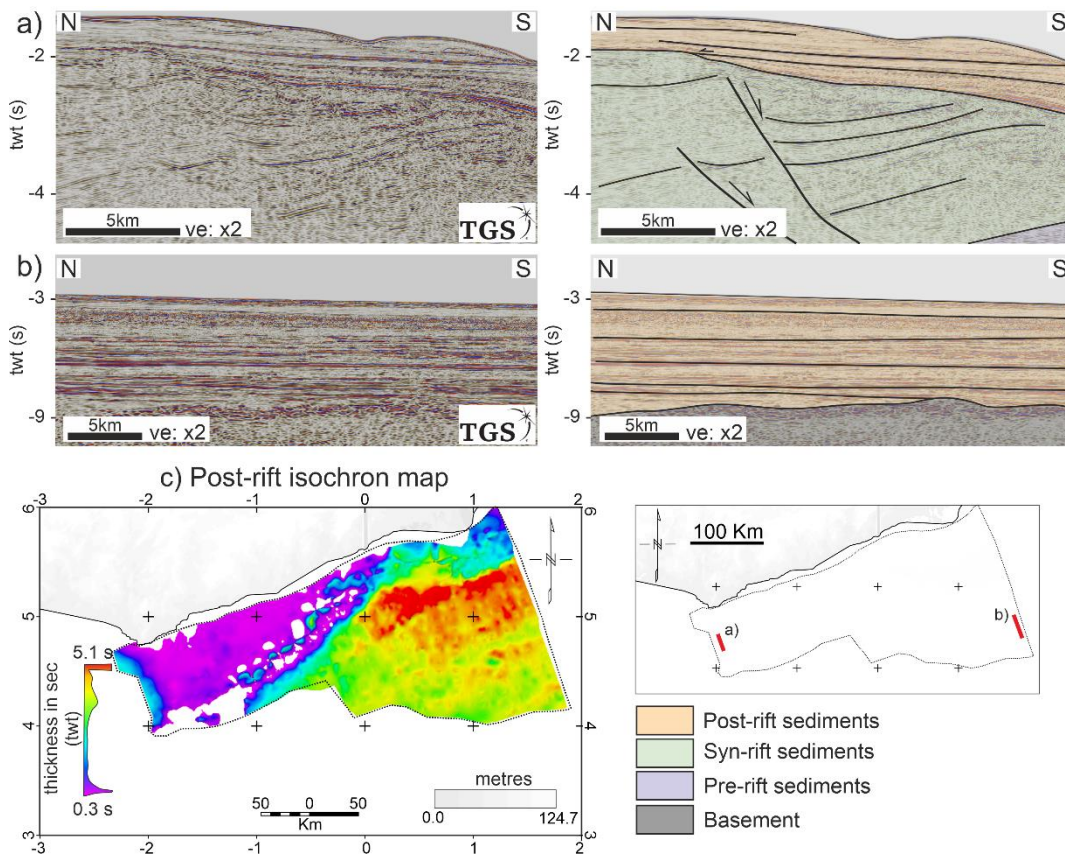 a) N S N S
twt (s) -2 -4 twt (s) -2 -4
5km ve: x2 TGS 5km ve: x2
b) N S N S
twt (s) -3 -9 twt (s) -3 -9
5km ve: x2 TGS 5km ve: x2
c) Post-rift isochron map
-3 -2 -1 0 1 2
6 6
N
5 5
4 4
3 3
-3 -2 -1 0 1 2
5.1 s
thickness in sec
(twt)
0.3 s
50 0 50
Km
metres
0.0 124.7
N 100 Km
a) b)
Post-rift sediments
Syn-rift sediments
Pre-rift sediments
Basement